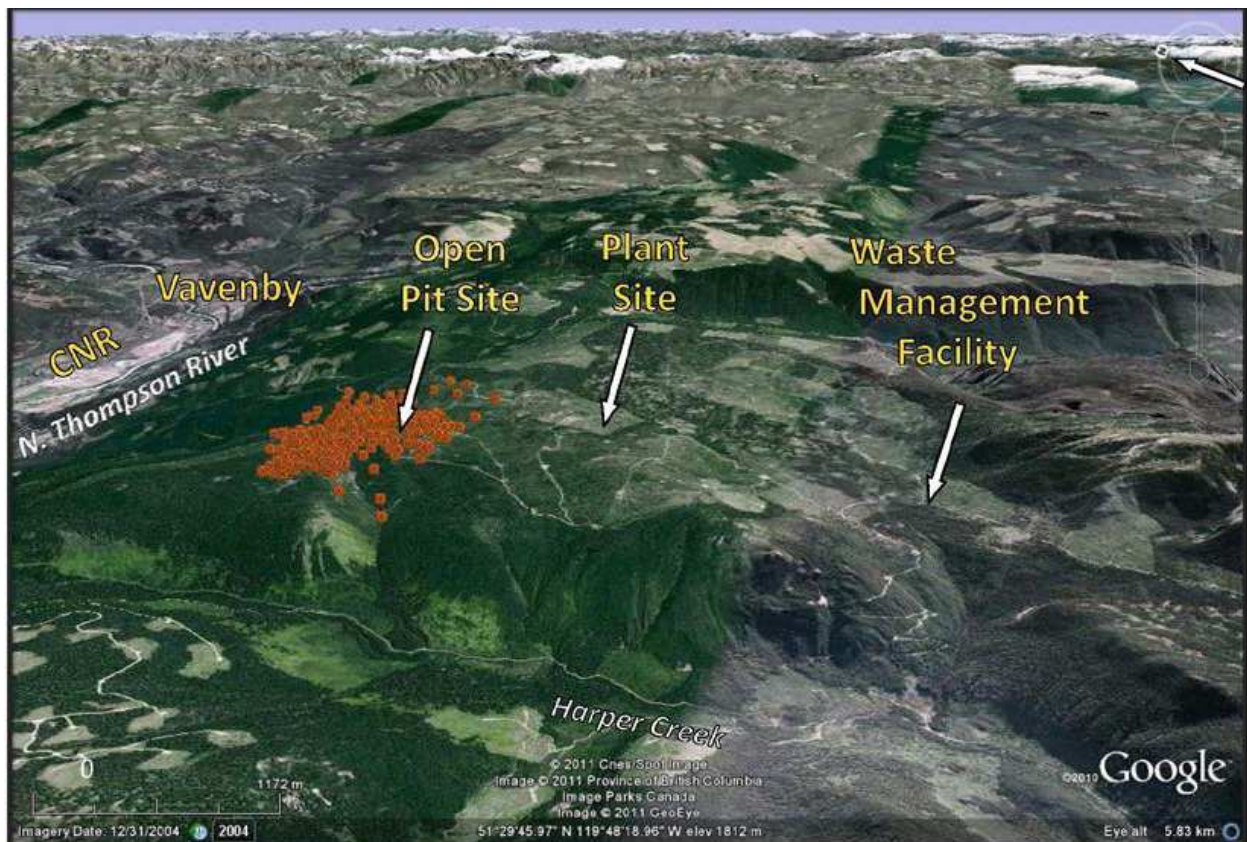 Open
Pit Site
Plant
Site
Waste
Management
Facility
Vavenby
CNR
N. Thompson River
Harper Creek
0
1172 m
© 2011 Cnes/Spot Image
Image © 2011 Province of British Columbia
Image Parks Canada
Image © 2011 GeoEye
©2010 Google
Imagery Date: 12/31/2004
2004
51°29'45.97" N 119°48'18.96" W elev 1812 m
Eye alt 5.83 km